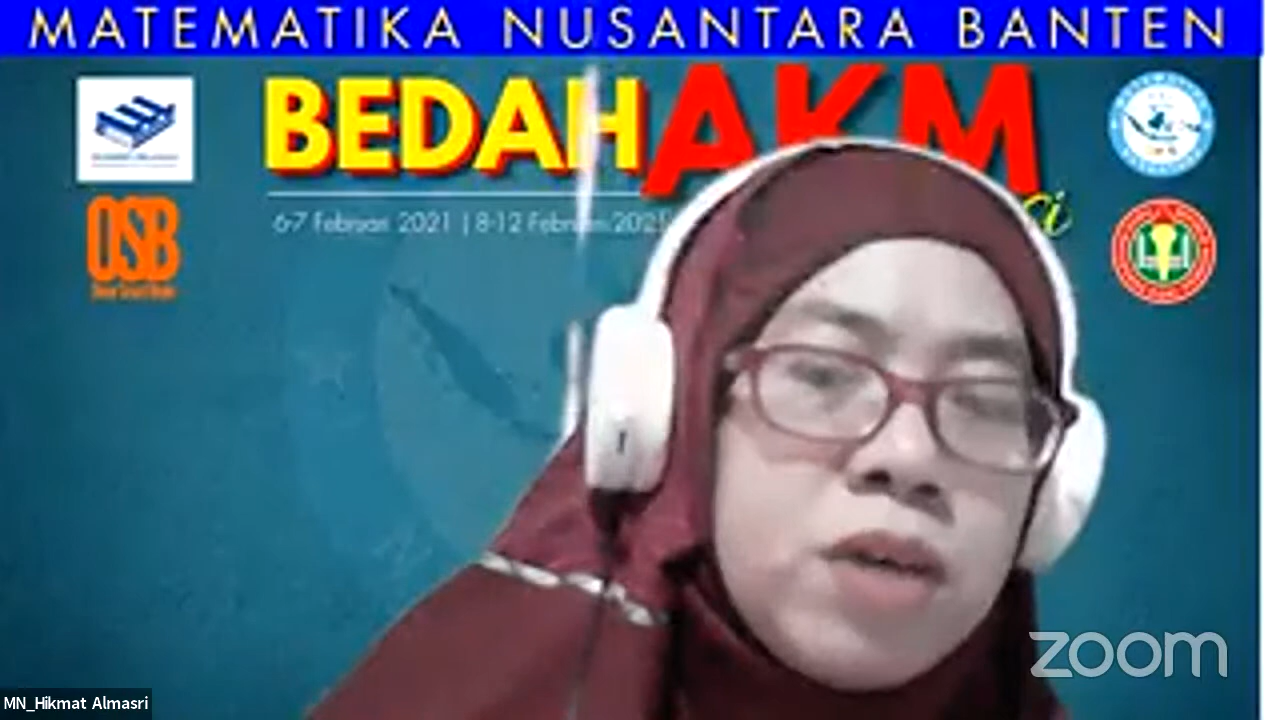 MATEMATIKA NUSANTARA BANTEN
BEDAH AKM
6-7 Februari 2021 | 8-12 Februari 2021
OSB
zoom
MN_Hikmat Almasri